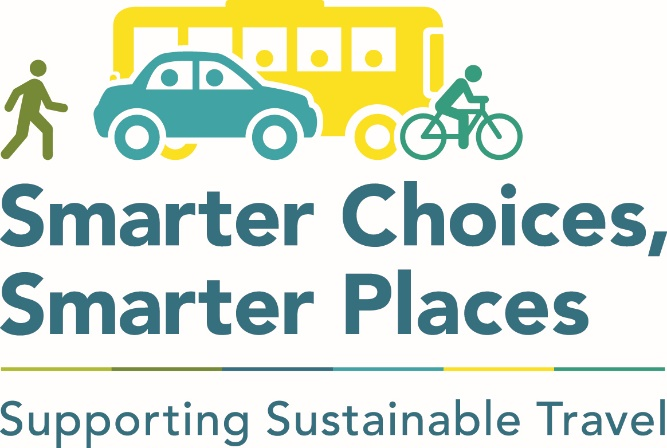 Smarter Choices,
Smarter Places
Supporting Sustainable Travel